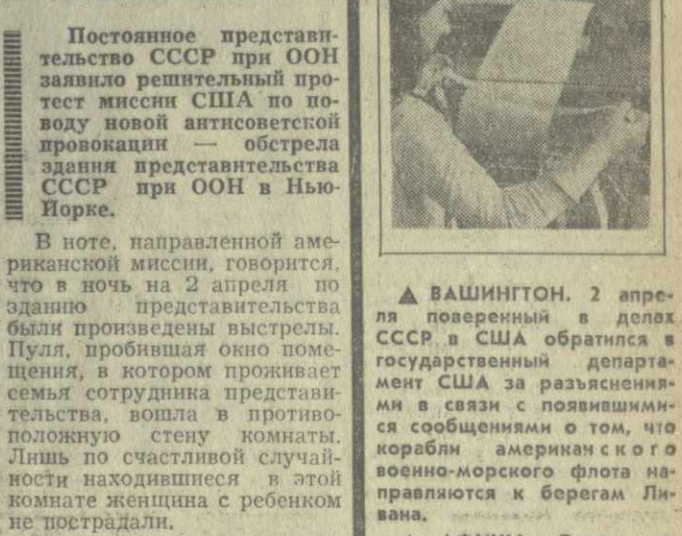 Постоянное представи-
тельство СССР при ООН
заявило решительный про-
тест миссии США по по-
воду новой антисоветской
провокации — обстрела
здания представительства
СССР при ООН в Нью-
Йорке.
В ноте, направленной аме-
риканской миссии, говорится,
что в ночь на 2 апреля по
зданию представительства
были произведены выстрелы.
Пуля, пробившая окно поме-
щения, в котором проживает
семья сотрудника представи-
тельства, вошла в противо-
положную стену комнаты.
Лишь по счастливой случай-
ности находившиеся в этой
комнате женщина с ребенком
не пострадали.
▲ ВАШИНГТОН. 2 апре-
ля поверенный в делах
СССР в США обратился в
государственный департа-
мент США за разъяснения-
ми в связи с появившими-
ся сообщениями о том, что
корабли американского
военно-морского флота на-
правляются к берегам Ли-
вана.